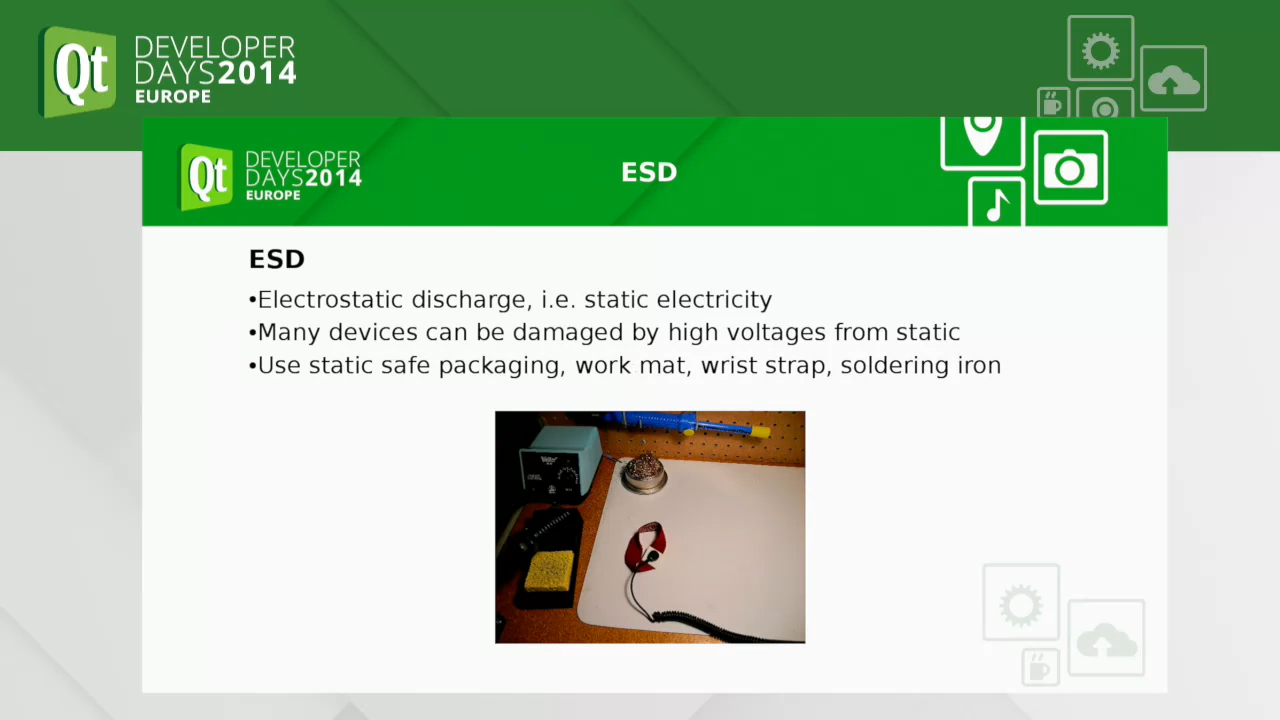 Qt
DEVELOPER
DAYS2014
EUROPE
Qt
DEVELOPER
DAYS2014
EUROPE
ESD
ESD
•Electrostatic discharge, i.e. static electricity
•Many devices can be damaged by high voltages from static
•Use static safe packaging, work mat, wrist strap, soldering iron